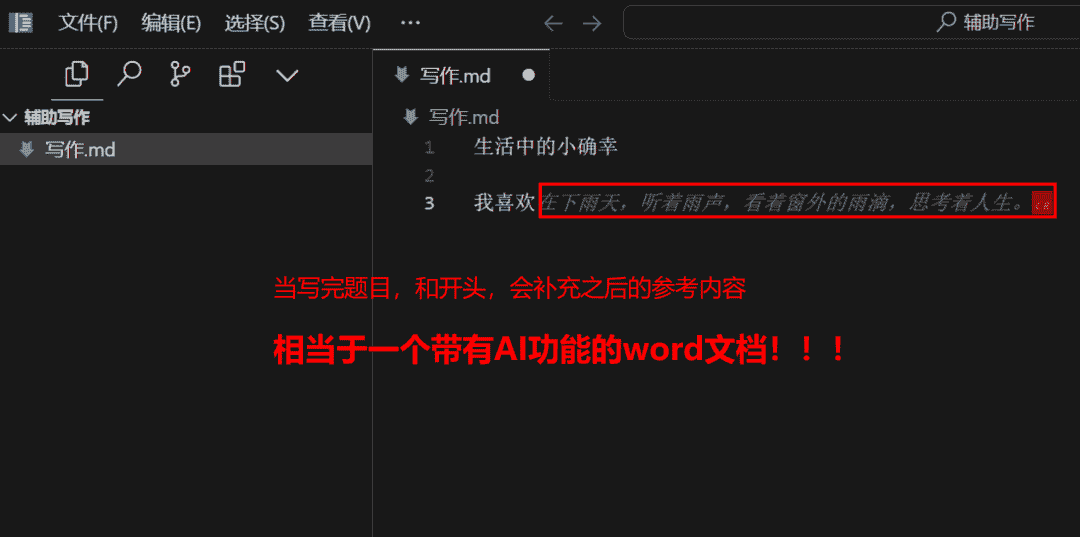 文件(F) 编辑(E) 选择(S) 查看(V) ··· 辅助写作
写作.md
辅助写作
写作.md
写作.md
1 生活中的小确幸
2
3 我喜欢在下雨天，听着雨声，看着窗外的雨滴，思考着人生。
当写完题目，和开头，会补充之后的参考内容
相当于一个带有AI功能的word文档！！！